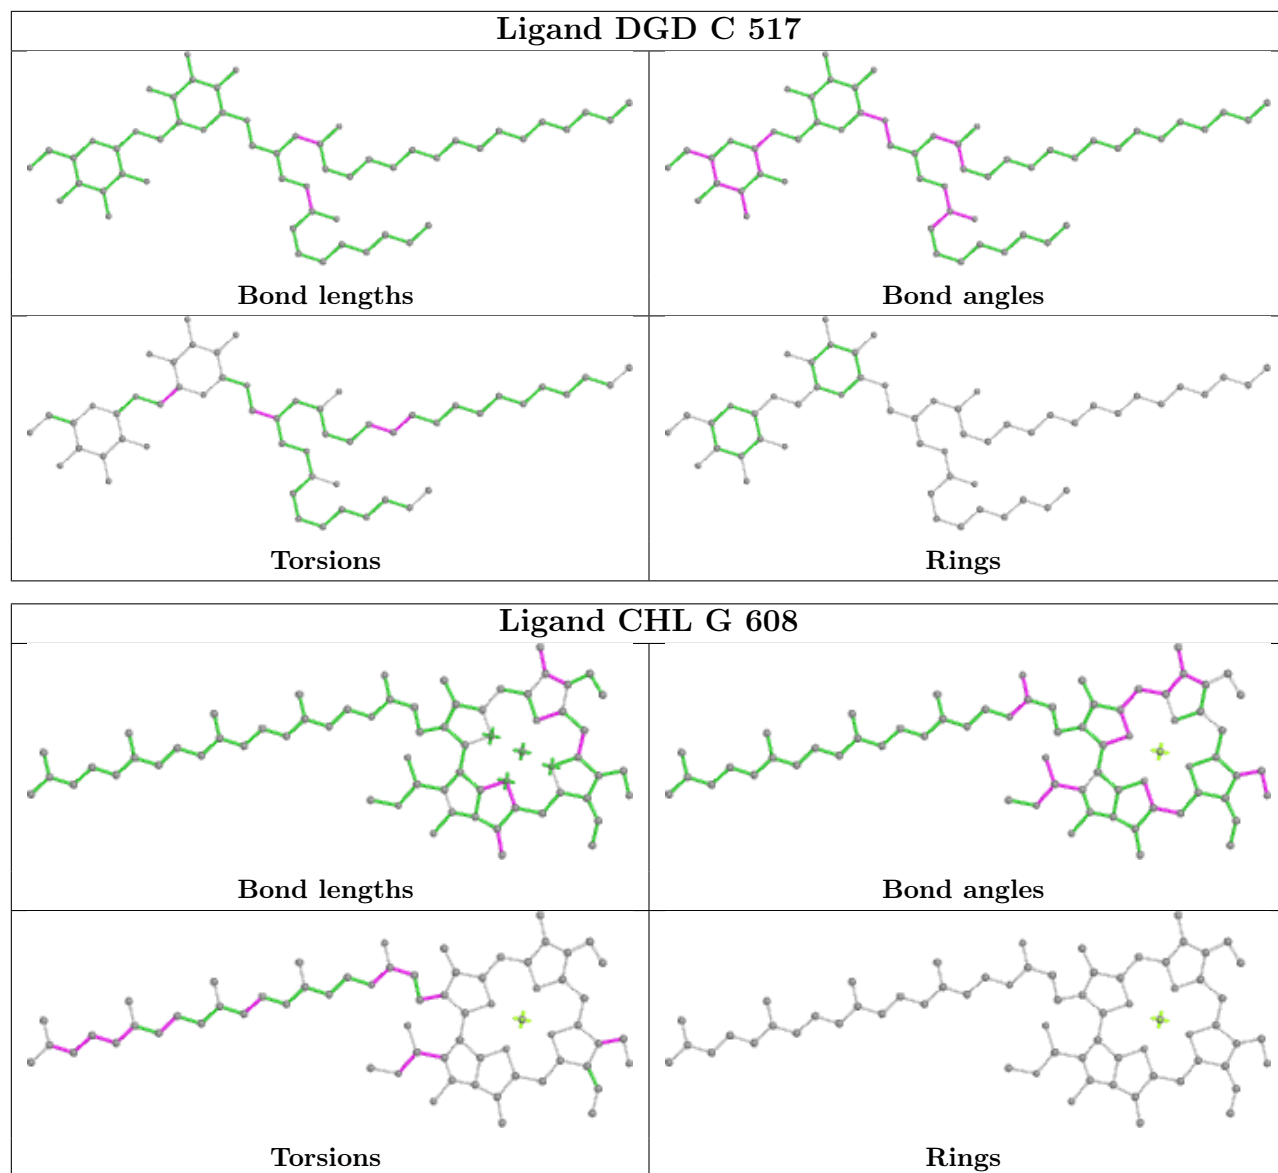 Ligand DGD C 517
Bond lengths
Bond angles
Torsions
Rings
Ligand CHL G 608
Bond lengths
Bond angles
Torsions
Rings